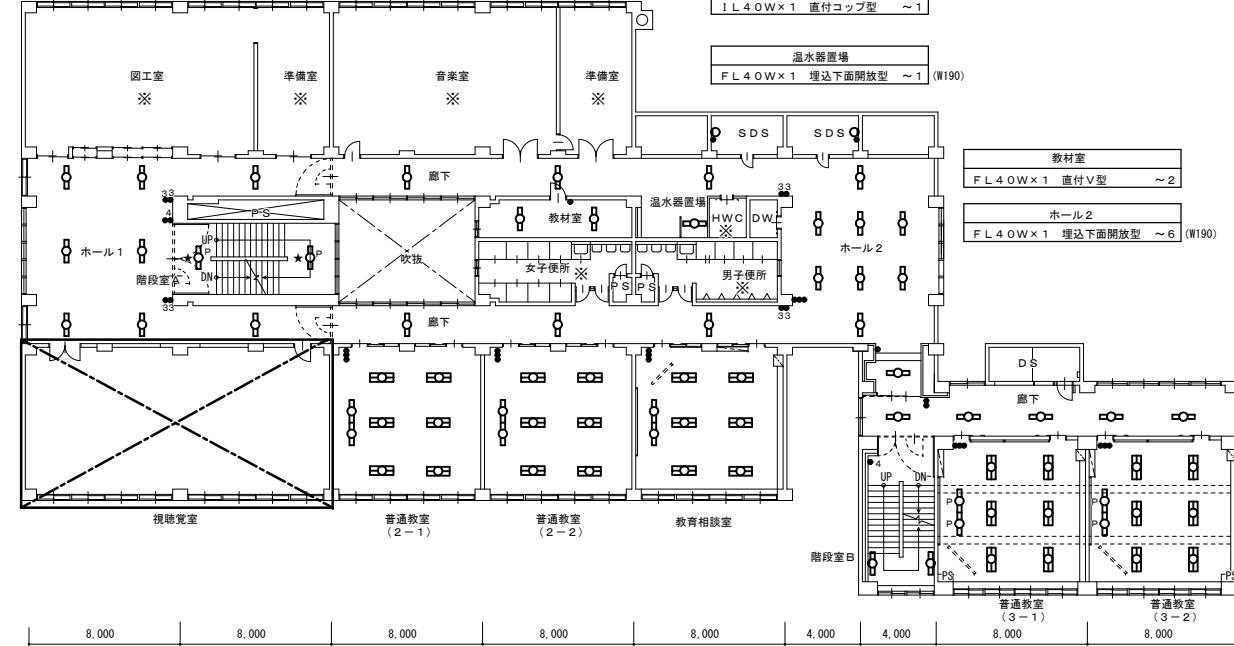 ＩＬ４０Ｗ×１　直付コップ型　～１
温水器置場
ＦＬ４０Ｗ×１　埋込下面開放型　～１ (W190)
図工室
※
準備室
※
音楽室
※
準備室
※
ＳＤＳ
ＳＤＳ
教材室
ＦＬ４０Ｗ×１　直付Ｖ型　～２
ホール２
ＦＬ４０Ｗ×１　埋込下面開放型　～６ (W190)
廊下
33
33
4
ＰＳ
教材室
温水器置場
ＨＷＣ
※
ＤＷ
ホール１
UP
★
P
★
P
DN
階段室Ａ
吹抜
女子便所
※
ＰＳ
ＰＳ
男子便所
※
ホール２
33
33
廊下
ＤＳ
廊下
視聴覚室
普通教室
（２－１）
普通教室
（２－２）
教育相談室
4
UP
DN
P
P
P
P
階段室Ｂ
PS
PS
普通教室
（３－１）
普通教室
（３－２）
8,000
8,000
8,000
8,000
8,000
4,000
4,000
8,000
8,000